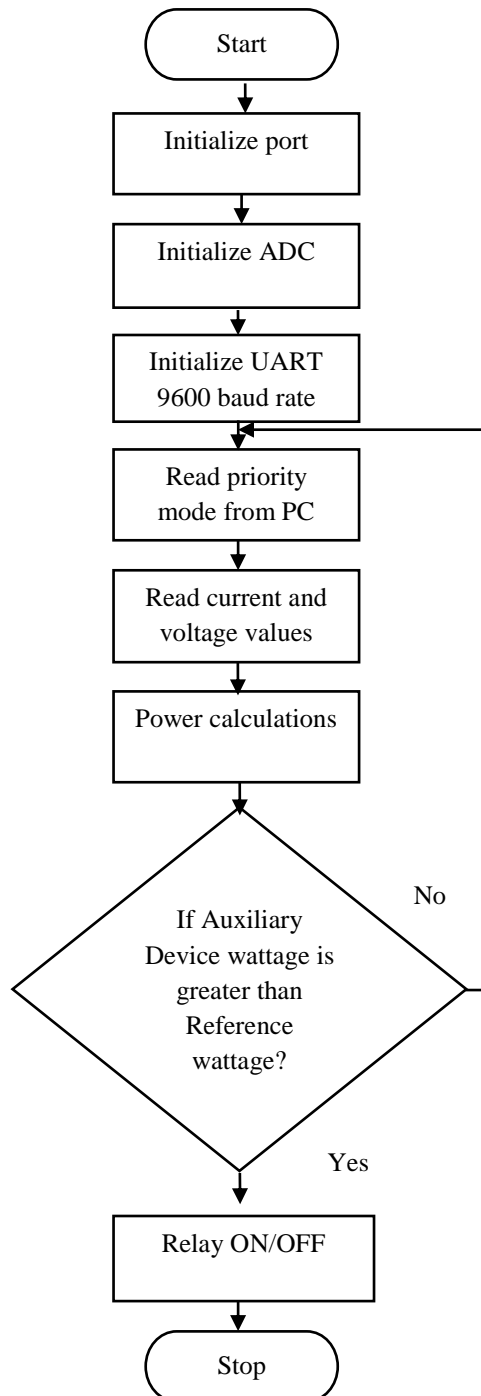 Start
Initialize port
Initialize ADC
Initialize UART
9600 baud rate
Read priority
mode from PC
Read current and
voltage values
Power calculations
No
If Auxiliary
Device wattage is
greater than
Reference
wattage?
Yes
Relay ON/OFF
Stop